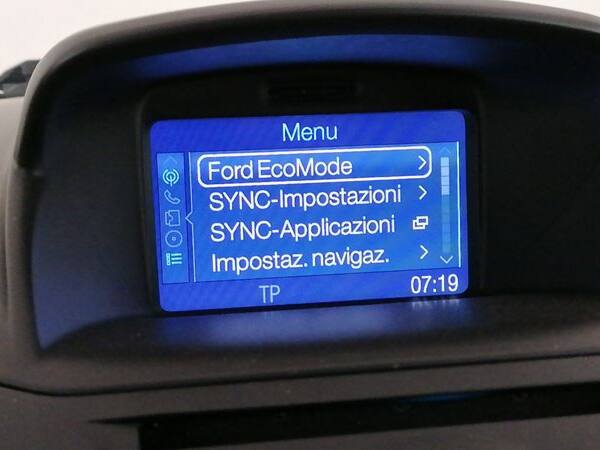 Menu
Ford EcoMode
SYNC-Impostazioni
SYNC-Applicazioni
Impostaz. navigaz.
TP 07:19